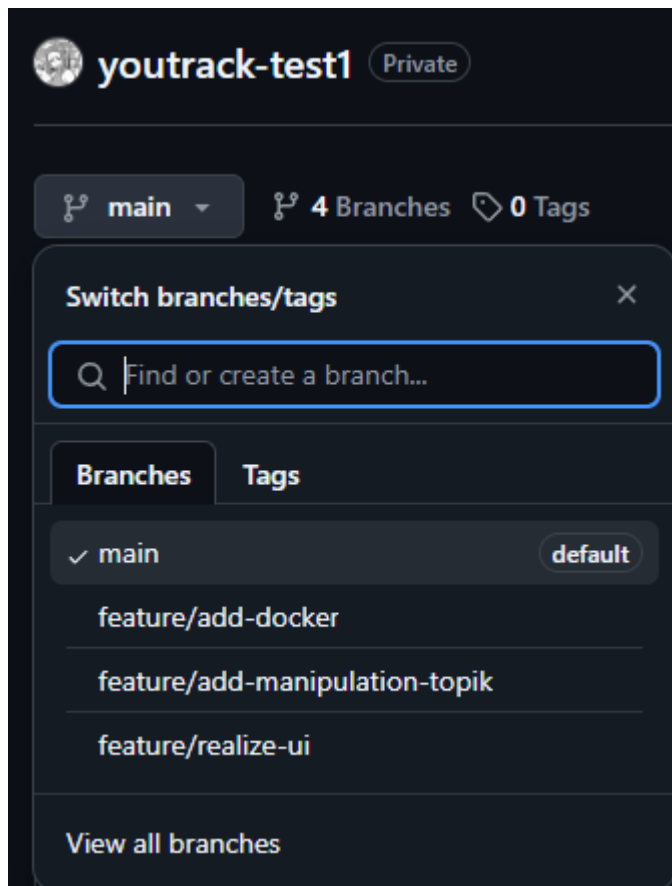 youtrack-test1 Private
main 4 Branches 0 Tags
Switch branches/tags
Find or create a branch...
Branches Tags
main default
feature/add-docker
feature/add-manipulation-topik
feature/realize-ui
View all branches